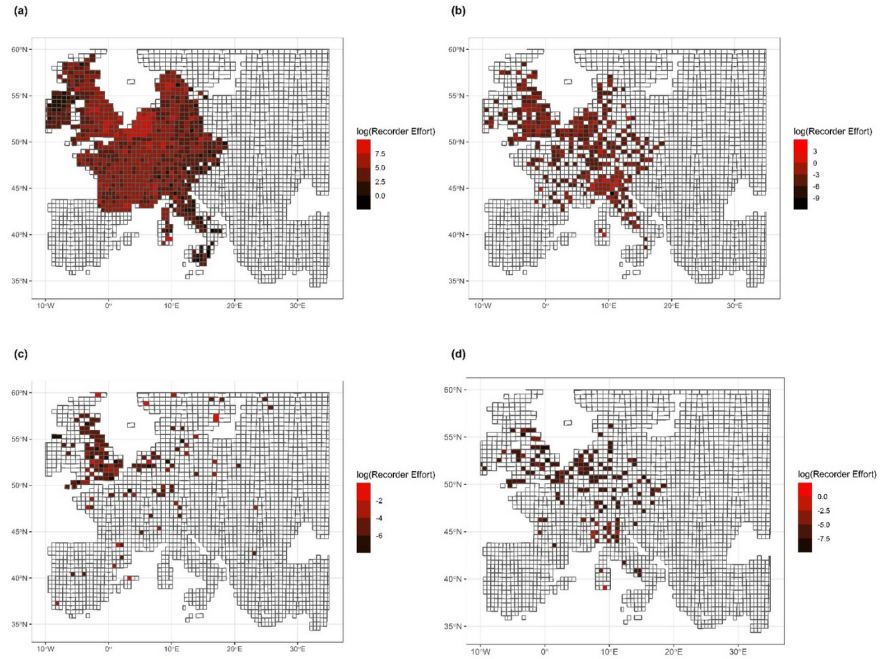 (a)
60°N
55°N
50°N
45°N
40°N
35°N
10°W 0° 10°E 20°E 30°E
log(Recorder Effort)
7.5
5.0
2.5
0.0
(b)
60°N
55°N
50°N
45°N
40°N
35°N
10°W 0° 10°E 20°E 30°E
log(Recorder Effort)
3
0
-3
-6
-9
(c)
60°N
55°N
50°N
45°N
40°N
35°N
10°W 0° 10°E 20°E 30°E
log(Recorder Effort)
-2
-4
-6
(d)
60°N
55°N
50°N
45°N
40°N
35°N
10°W 0° 10°E 20°E 30°E
log(Recorder Effort)
0.0
-2.5
-5.0
-7.5